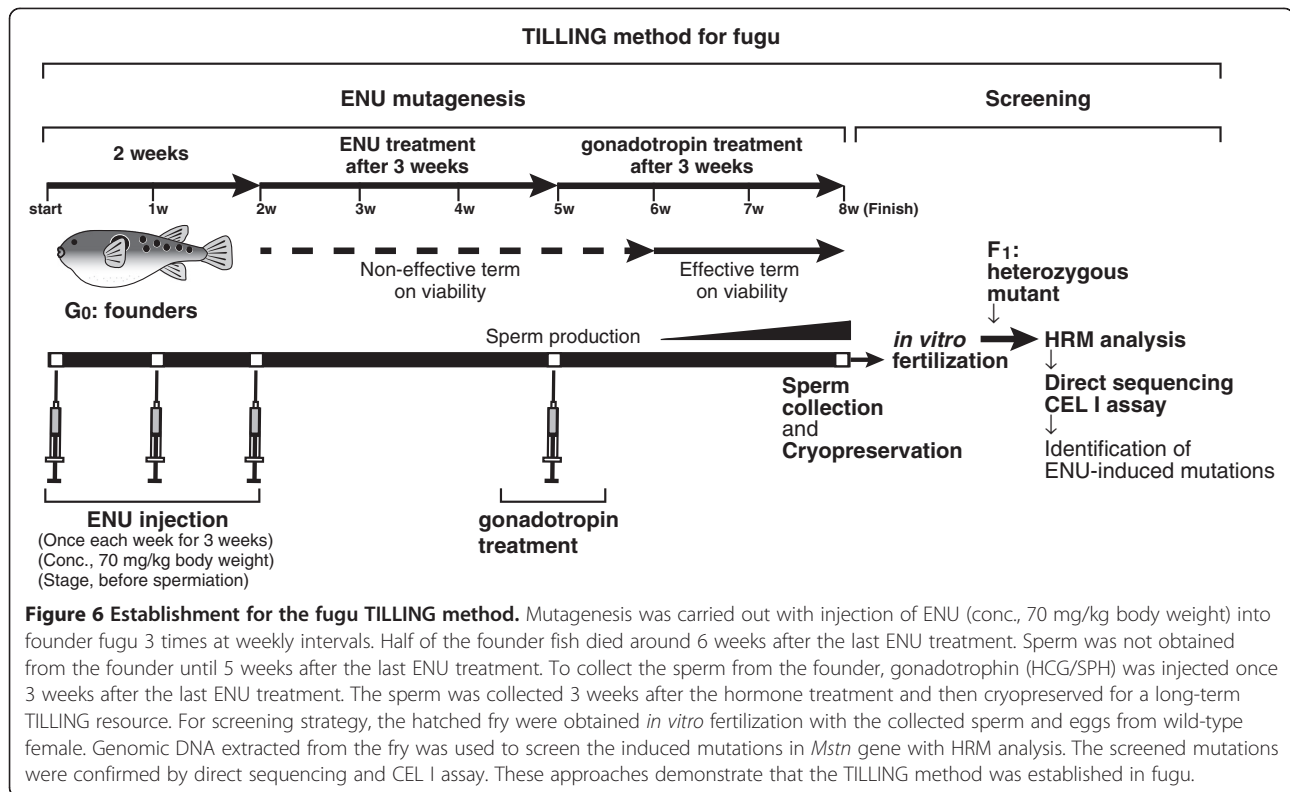 TILLING method for fugu
ENU mutagenesis
Screening
2 weeks
ENU treatment
after 3 weeks
gonadotropin treatment
after 3 weeks
start
1w
2w
3w
4w
5w
6w
7w
8w (Finish)
Non-effective term
on viability
Effective term
on viability
G0: founders
F1:
heterozygous
mutant
↓
Sperm production
in vitro
fertilization
HRM analysis
↓
Direct sequencing
CEL I assay
↓
Identification of
ENU-induced mutations
Sperm
collection
and
Cryopreservation
ENU injection
(Once each week for 3 weeks)
(Conc., 70 mg/kg body weight)
(Stage, before spermiation)
gonadotropin
treatment
Figure 6 Establishment for the fugu TILLING method. Mutagenesis was carried out with injection of ENU (conc., 70 mg/kg body weight) into
founder fugu 3 times at weekly intervals. Half of the founder fish died around 6 weeks after the last ENU treatment. Sperm was not obtained
from the founder until 5 weeks after the last ENU treatment. To collect the sperm from the founder, gonadotrophin (HCG/SPH) was injected once
3 weeks after the last ENU treatment. The sperm was collected 3 weeks after the hormone treatment and then cryopreserved for a long-term
TILLING resource. For screening strategy, the hatched fry were obtained in vitro fertilization with the collected sperm and eggs from wild-type
female. Genomic DNA extracted from the fry was used to screen the induced mutations in Mstn gene with HRM analysis. The screened mutations
were confirmed by direct sequencing and CEL I assay. These approaches demonstrate that the TILLING method was established in fugu.